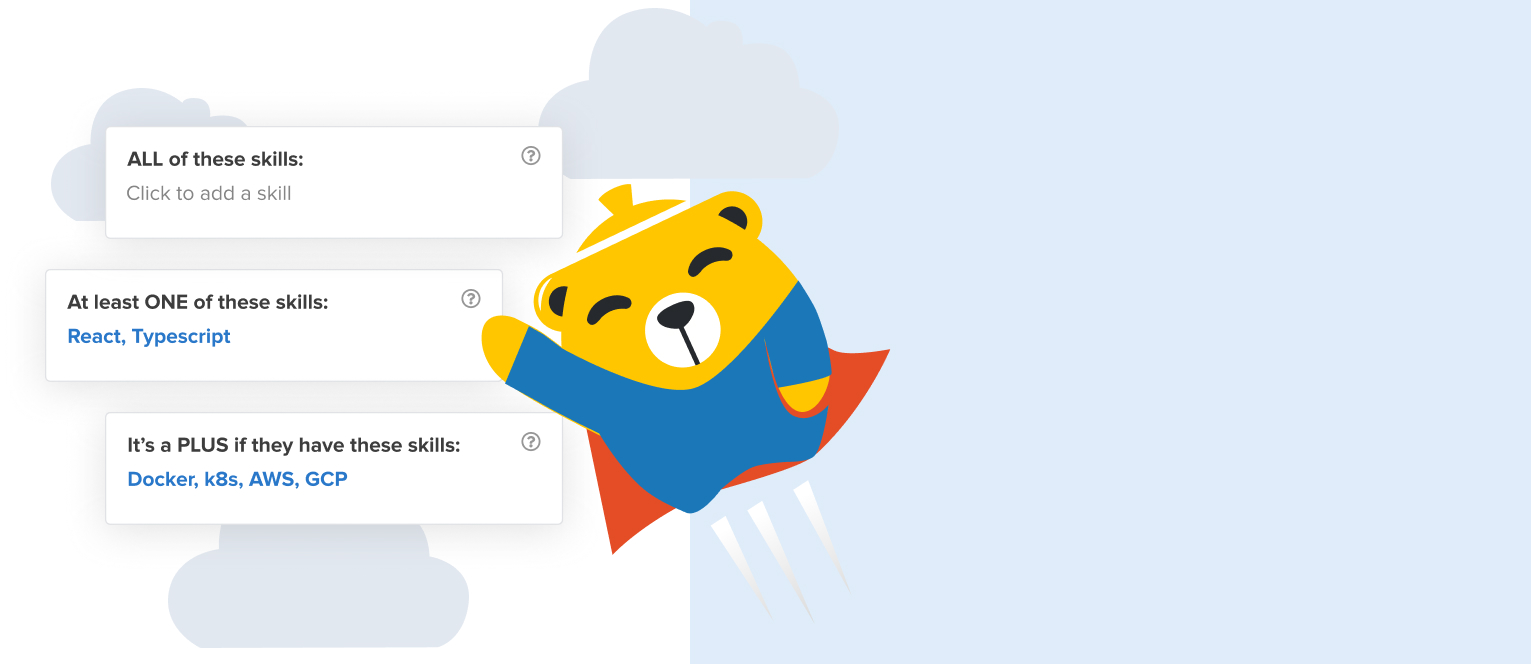 ALL of these skills:
?
Click to add a skill
At least ONE of these skills:
?
React, Typescript
It’s a PLUS if they have these skills:
?
Docker, k8s, AWS, GCP